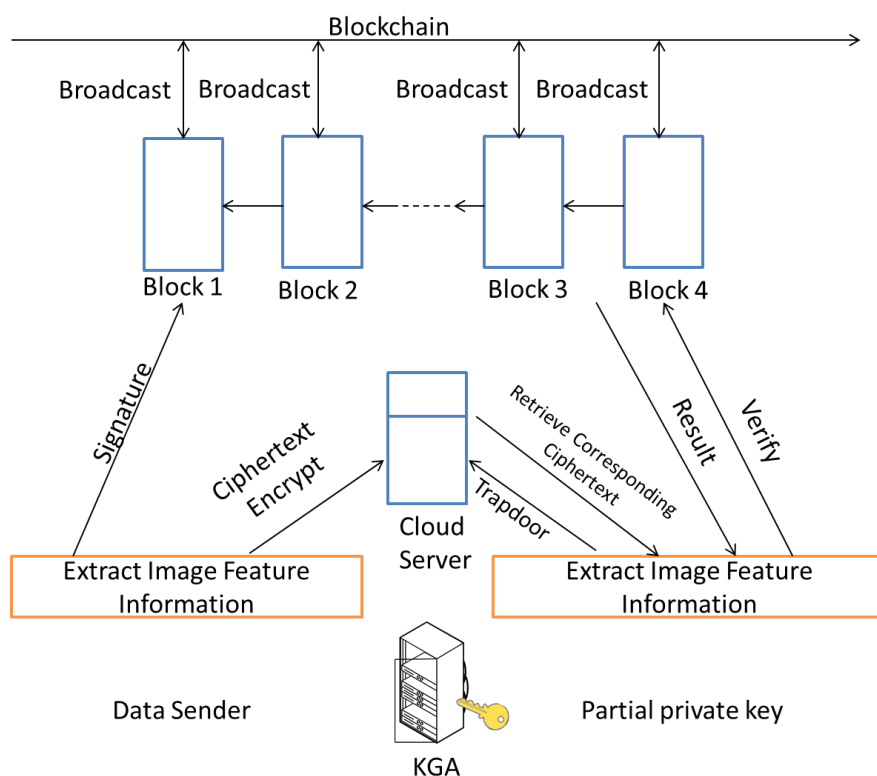 Blockchain
Broadcast
Broadcast
Broadcast
Broadcast
Block 1
Block 2
Block 3
Block 4
Signature
Ciphertext
Encrypt
Cloud
Server
Retrieve Corresponding
Ciphertext
Trapdoor
Result
Verify
Extract Image Feature
Information
Extract Image Feature
Information
Data Sender
KGA
Partial private key